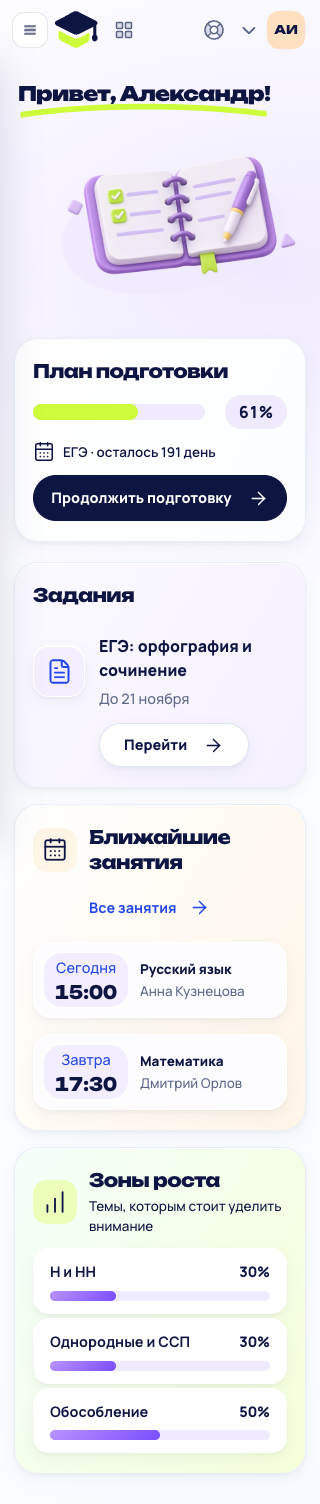 АИ
Привет, Александр!
План подготовки
61%
ЕГЭ · осталось 191 день
Продолжить подготовку
Задания
ЕГЭ: орфография и
сочинение
До 21 ноября
Перейти
Ближайшие
занятия
Все занятия
Сегодня
15:00
Русский язык
Анна Кузнецова
Завтра
17:30
Математика
Дмитрий Орлов
Зоны роста
Темы, которым стоит уделить
внимание
Н и НН 30%
Однородные и ССП 30%
Обособление 50%